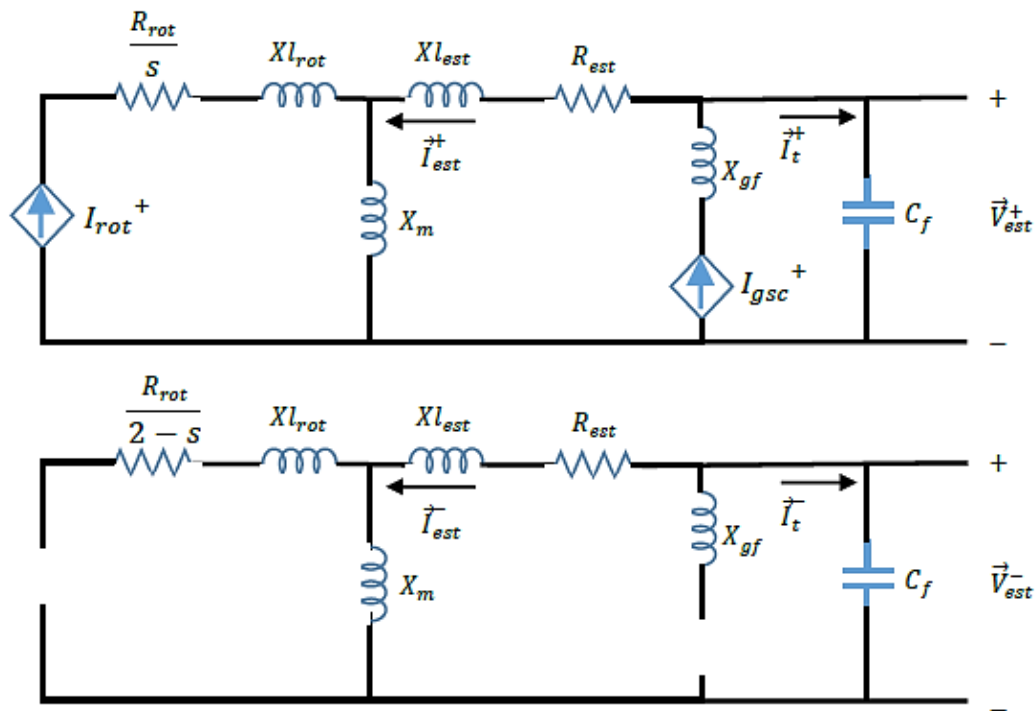 R_rot / s
Xl_rot
Xl_est
R_est
I⃗_est^+
I⃗_t^+
+
I_rot^+
X_m
X_gf
I_gsc^+
C_f
V⃗_est^+
−
R_rot / 2 − s
Xl_rot
Xl_est
R_est
I⃗_est^−
I⃗_t^−
+
X_m
X_gf
C_f
V⃗_est^−
−